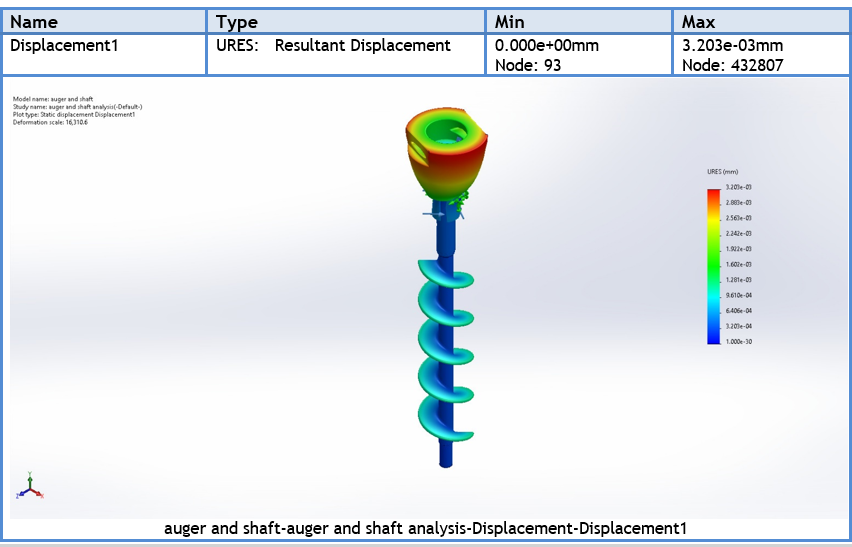 Name Type Min Max
Displacement1 URES: Resultant Displacement 0.000e+00mm 3.203e-03mm
Node: 93 Node: 432807
Model name: auger and shaft
Study name: auger and shaft analysis(-Default-)
Plot type: Static displacement Displacement1
Deformation scale: 16,310.6
URES (mm)
3.203e-03
2.883e-03
2.563e-03
2.242e-03
1.922e-03
1.602e-03
1.281e-03
9.610e-04
6.406e-04
3.203e-04
1.000e-30
Y
Z X
auger and shaft-auger and shaft analysis-Displacement-Displacement1